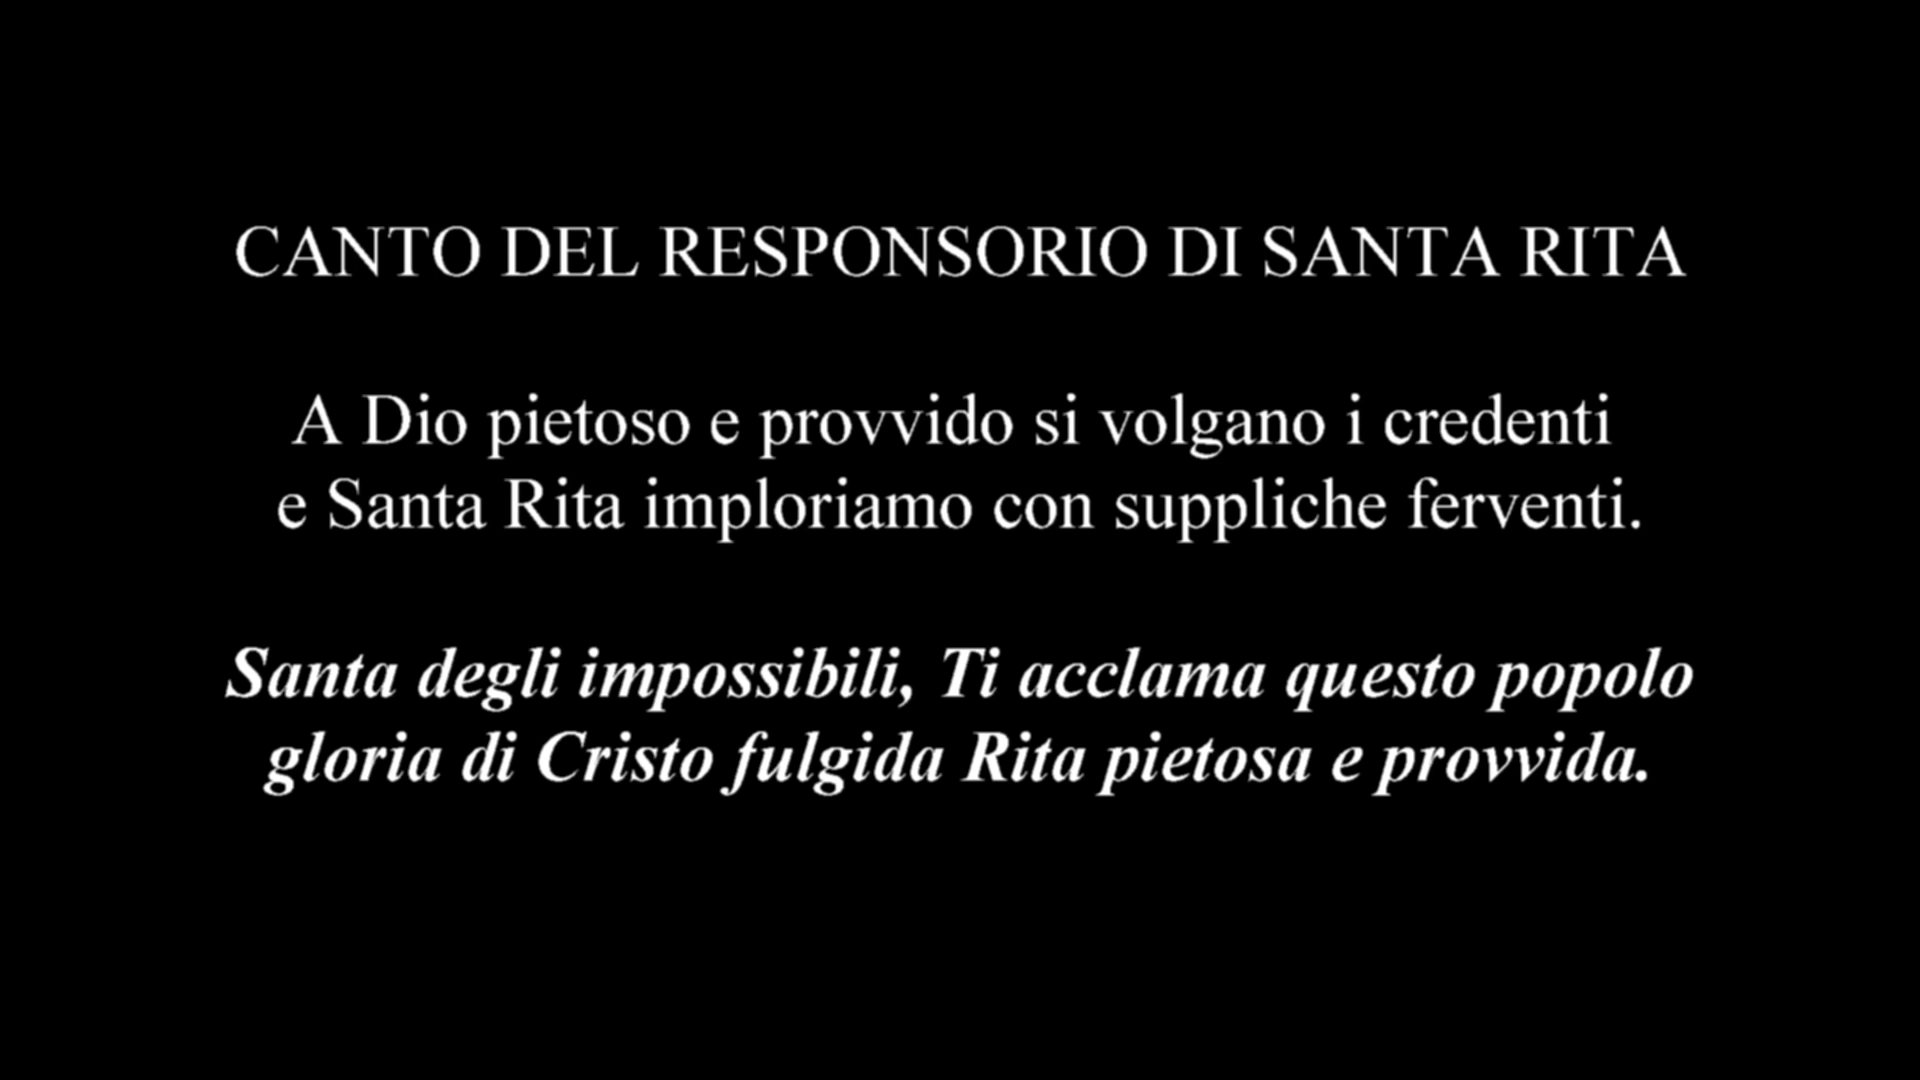 CANTO DEL RESPONSORIO DI SANTA RITA
A Dio pietoso e provvido si volgano i credenti
e Santa Rita imploriamo con suppliche ferventi.
Santa degli impossibili, Ti acclama questo popolo
gloria di Cristo fulgida Rita pietosa e provvida.